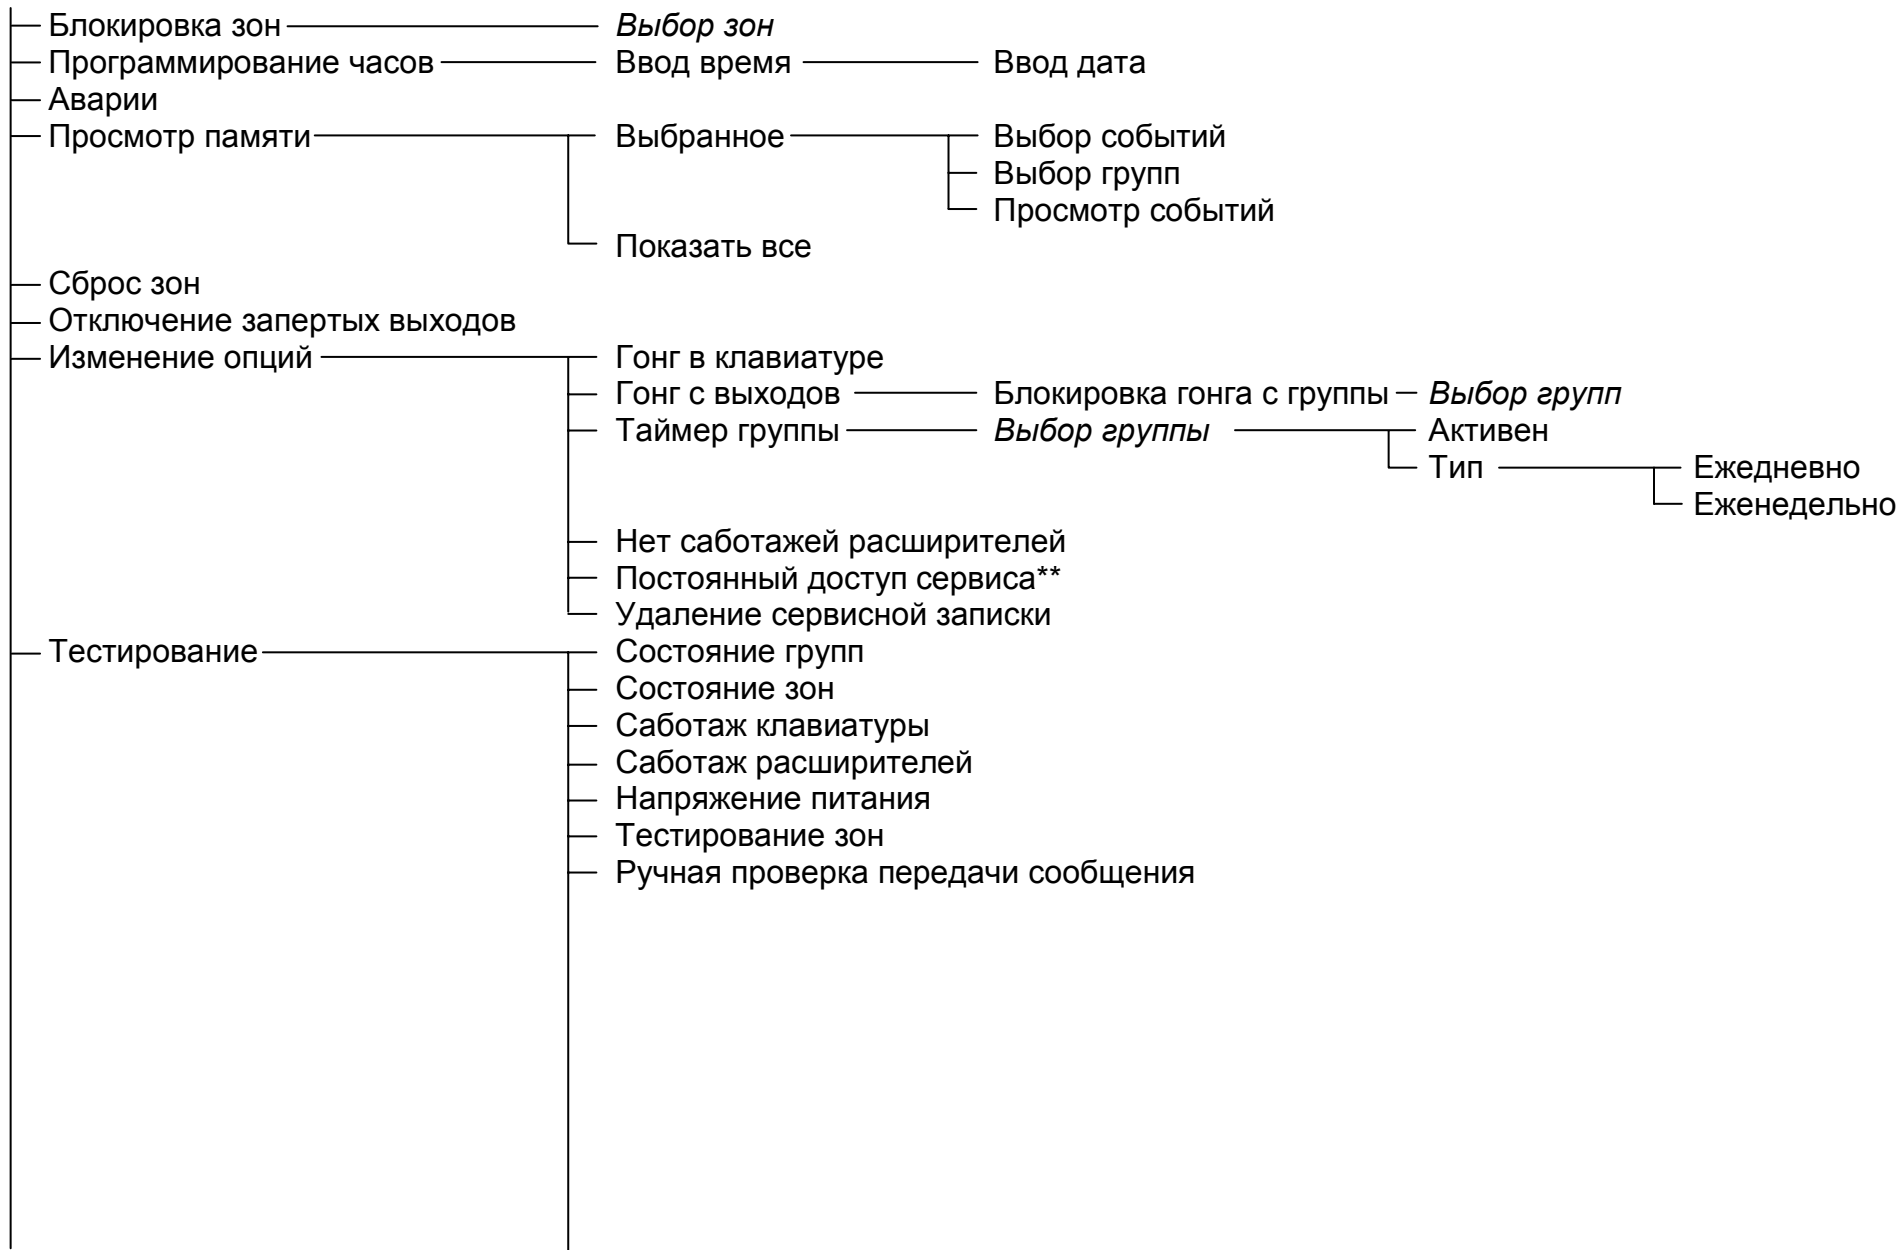 Блокировка зон Выбор зон
Программирование часов Ввод время Ввод дата
Аварии
Просмотр памяти Выбранное Выбор событий
Выбор групп
Просмотр событий
Показать все
Сброс зон
Отключение запертых выходов
Изменение опций Гонг в клавиатуре
Гонг с выходов Блокировка гонга с группы Выбор групп
Таймер группы Выбор группы Активен
Тип Ежедневно
Еженедельно
Нет саботажей расширителей
Постоянный доступ сервиса**
Удаление сервисной записки
Тестирование Состояние групп
Состояние зон
Саботаж клавиатуры
Саботаж расширителей
Напряжение питания
Тестирование зон
Ручная проверка передачи сообщения